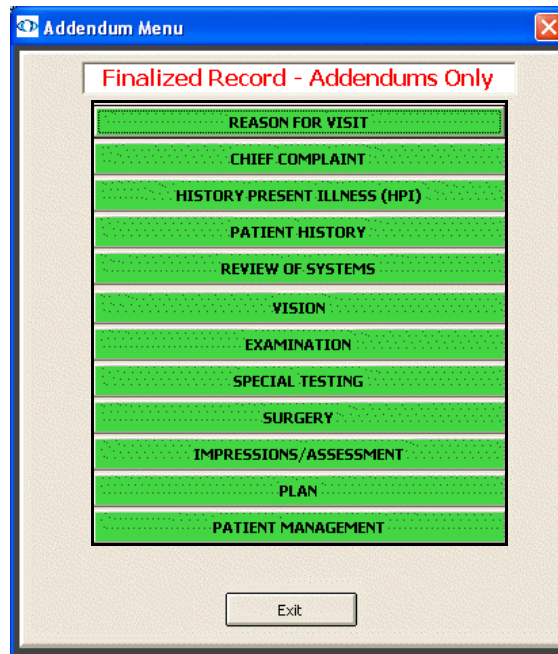 Addendum Menu
Finalized Record - Addendums Only
REASON FOR VISIT
CHIEF COMPLAINT
HISTORY PRESENT ILLNESS (HPI)
PATIENT HISTORY
REVIEW OF SYSTEMS
VISION
EXAMINATION
SPECIAL TESTING
SURGERY
IMPRESSIONS/ASSESSMENT
PLAN
PATIENT MANAGEMENT
Exit